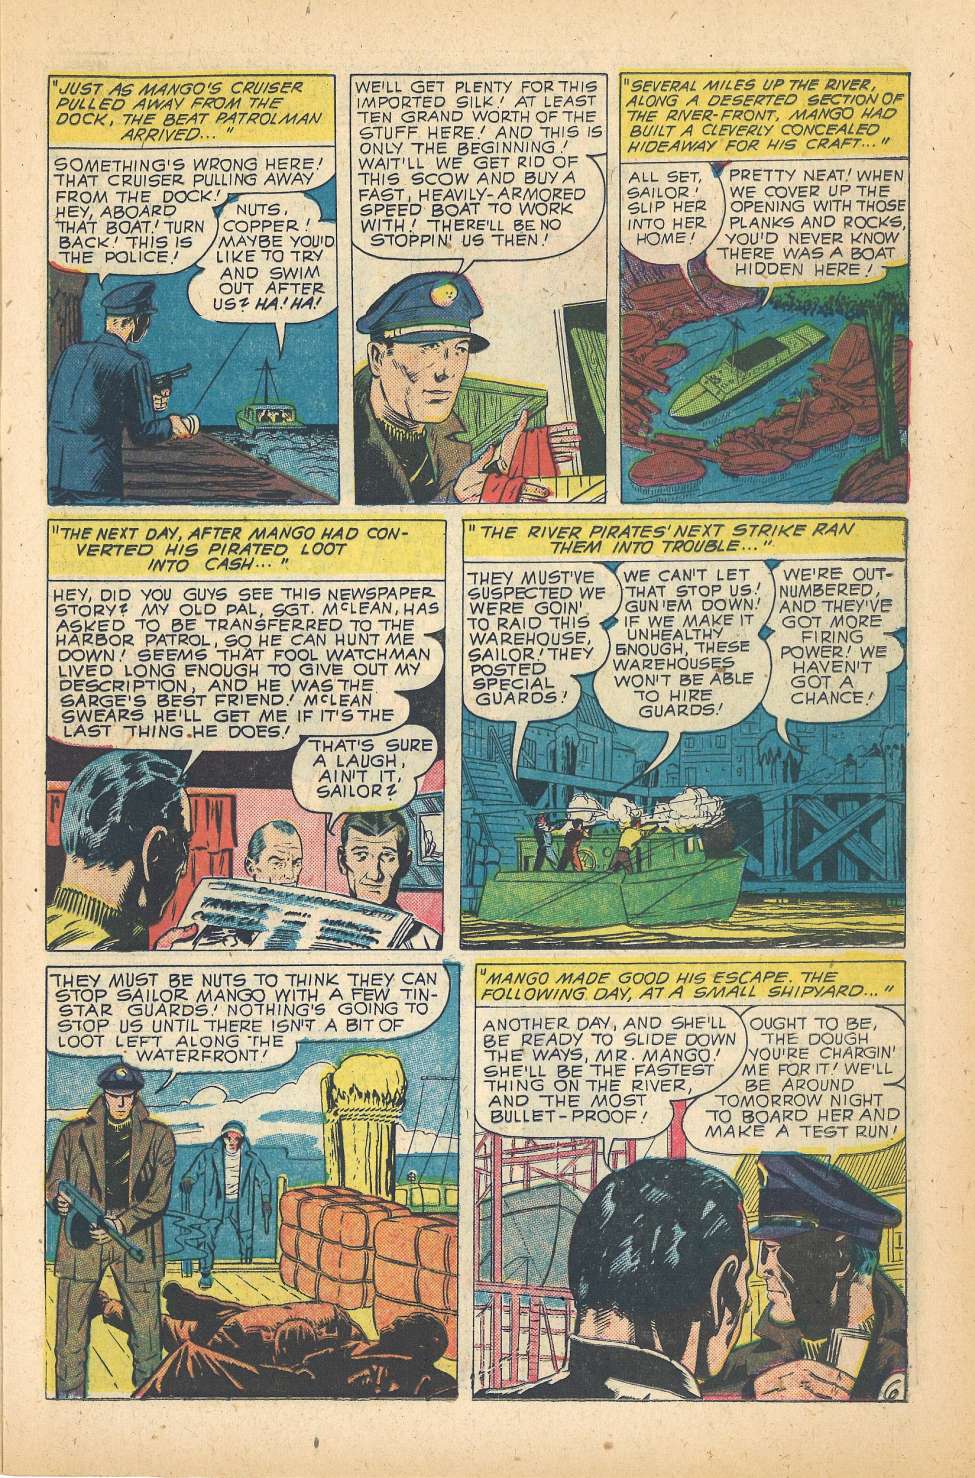 "JUST AS MANGO'S CRUISER
PULLED AWAY FROM THE
DOCK, THE BEAT PATROLMAN
ARRIVED..."
SOMETHING'S WRONG HERE!
THAT CRUISER PULLING AWAY
FROM THE DOCK!
HEY, ABOARD
THAT BOAT! TURN
BACK! THIS IS
THE POLICE!
NUTS,
COPPER!
MAYBE YOU'D
LIKE TO TRY
AND SWIM
OUT AFTER
US? HA! HA!
WE'LL GET PLENTY FOR THIS
IMPORTED SILK! AT LEAST
TEN GRAND WORTH OF THE
STUFF HERE! AND THIS IS
ONLY THE BEGINNING!
WAIT'LL WE GET RID OF
THIS SCOW AND BUY A
FAST, HEAVILY-ARMORED
SPEED BOAT TO WORK
WITH! THERE'LL BE NO
STOPPIN' US THEN!
"SEVERAL MILES UP THE RIVER,
ALONG A DESERTED SECTION OF
THE RIVER-FRONT, MANGO HAD
BUILT A CLEVERLY CONCEALED
HIDEAWAY FOR HIS CRAFT..."
ALL SET,
SAILOR!
SLIP HER
INTO HER
HOME!
PRETTY NEAT! WHEN
WE COVER UP THE
OPENING WITH THOSE
PLANKS AND ROCKS,
YOU'D NEVER KNOW
THERE WAS A BOAT
HIDDEN HERE!
"THE NEXT DAY, AFTER MANGO HAD CON-
VERTED HIS PIRATED LOOT
INTO CASH..."
HEY, DID YOU GUYS SEE THIS NEWSPAPER
STORY? MY OLD PAL, SGT. McLEAN, HAS
ASKED TO BE TRANSFERRED TO THE
HARBOR PATROL, SO HE CAN HUNT ME
DOWN! SEEMS THAT FOOL WATCHMAN
LIVED LONG ENOUGH TO GIVE OUT MY
DESCRIPTION, AND HE WAS THE
SARGE'S BEST FRIEND! McLEAN
SWEARS HE'LL GET ME IF IT'S THE
LAST THING HE DOES!
THAT'S SURE
A LAUGH,
AIN'T IT,
SAILOR?
DAILY EXPRESS
"THE RIVER PIRATES' NEXT STRIKE RAN
THEM INTO TROUBLE..."
THEY MUST'VE
SUSPECTED WE
WERE GOIN'
TO RAID THIS
WAREHOUSE,
SAILOR! THEY
POSTED
SPECIAL
GUARDS!
WE CAN'T LET
THAT STOP US!
GUN 'EM DOWN!
IF WE MAKE IT
UNHEALTHY
ENOUGH, THESE
WAREHOUSES
WON'T BE ABLE
TO HIRE
GUARDS!
WE'RE OUT-
NUMBERED,
AND THEY'VE
GOT MORE
FIRING
POWER! WE
HAVEN'T
GOT A
CHANCE!
THEY MUST BE NUTS TO THINK THEY CAN
STOP SAILOR MANGO WITH A FEW TIN-
STAR GUARDS! NOTHING'S GOING TO
STOP US UNTIL THERE ISN'T A BIT OF
LOOT LEFT ALONG THE
WATERFRONT!
"MANGO MADE GOOD HIS ESCAPE. THE
FOLLOWING DAY, AT A SMALL SHIPYARD..."
ANOTHER DAY, AND SHE'LL
BE READY TO SLIDE DOWN
THE WAYS, MR. MANGO!
SHE'LL BE THE FASTEST
THING ON THE RIVER,
AND THE MOST
BULLET-PROOF!
OUGHT TO BE,
THE DOUGH
YOU'RE CHARGIN'
ME FOR IT! WE'LL
BE AROUND
TOMORROW NIGHT
TO BOARD HER AND
MAKE A TEST RUN!
6